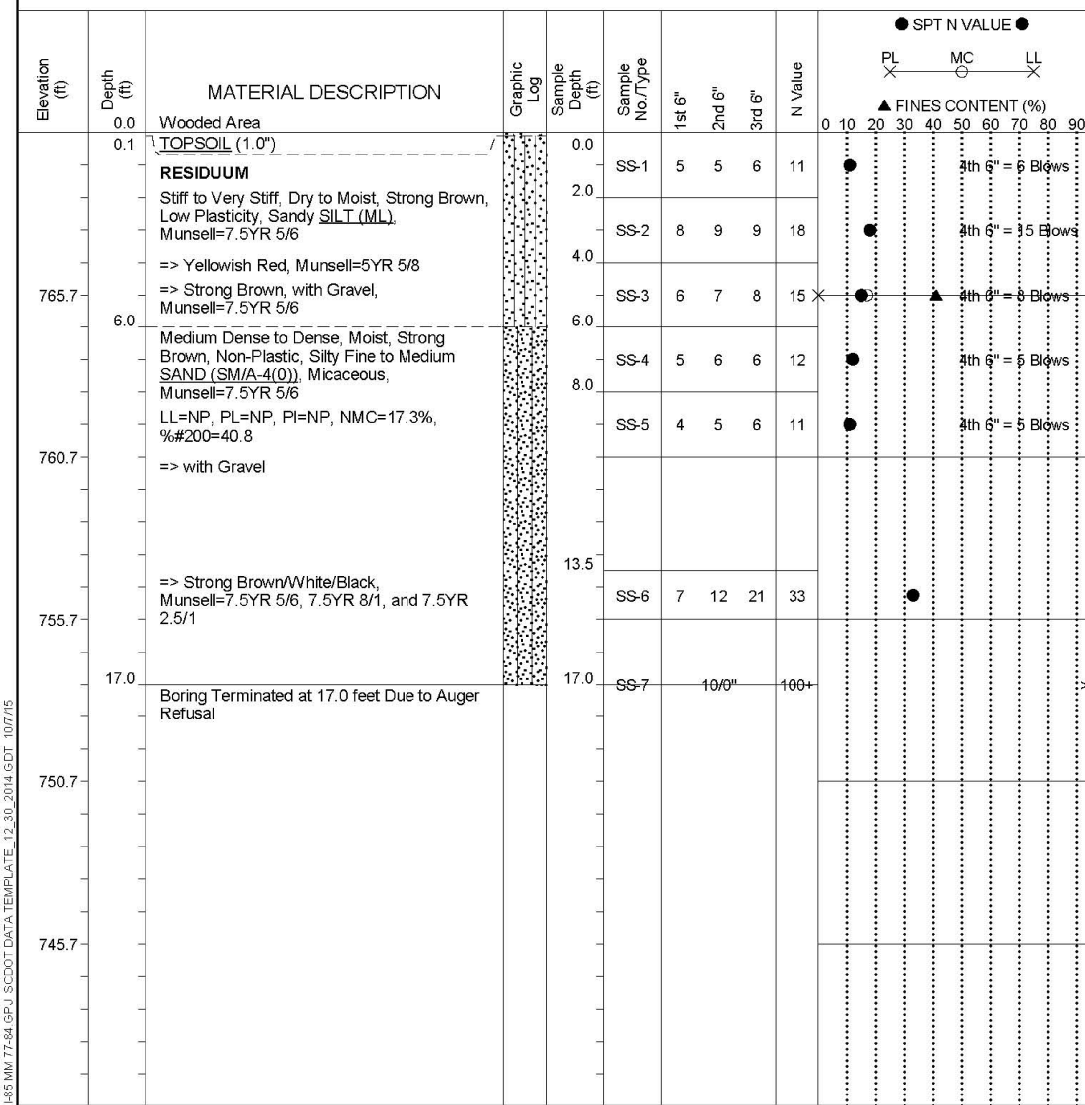 ● SPT N VALUE ●
PL MC LL
▲ FINES CONTENT (%)
0 10 20 30 40 50 60 70 80 90
Elevation (ft)
Depth (ft)
MATERIAL DESCRIPTION
Graphic Log
Sample Depth (ft)
Sample No./Type
1st 6"
2nd 6"
3rd 6"
N Value
0.0 Wooded Area
0.1 TOPSOIL (1.0") 0.0
RESIDUUM
SS-1 5 5 6 11 4th 6" = 6 Blows
Stiff to Very Stiff, Dry to Moist, Strong Brown, 2.0
Low Plasticity, Sandy SILT (ML),
Munsell=7.5YR 5/6
SS-2 8 9 9 18 4th 6" = 15 Blows
=> Yellowish Red, Munsell=5YR 5/8 4.0
765.7 => Strong Brown, with Gravel,
Munsell=7.5YR 5/6
SS-3 6 7 8 15 4th 6" = 8 Blows
6.0 6.0
Medium Dense to Dense, Moist, Strong
Brown, Non-Plastic, Silty Fine to Medium
SAND (SM/A-4(0)), Micaceous,
Munsell=7.5YR 5/6
SS-4 5 6 6 12 4th 6" = 5 Blows
8.0
LL=NP, PL=NP, PI=NP, NMC=17.3%,
%#200=40.8
SS-5 4 5 6 11 4th 6" = 5 Blows
760.7
=> with Gravel
13.5
=> Strong Brown/White/Black,
Munsell=7.5YR 5/6, 7.5YR 8/1, and 7.5YR
2.5/1
SS-6 7 12 21 33
755.7
17.0 17.0 SS-7 10/0" 100+
Boring Terminated at 17.0 feet Due to Auger
Refusal
750.7
745.7
I-85 MM 77-84.GPJ SCDOT DATA TEMPLATE_12_30_2014.GDT 10/7/15